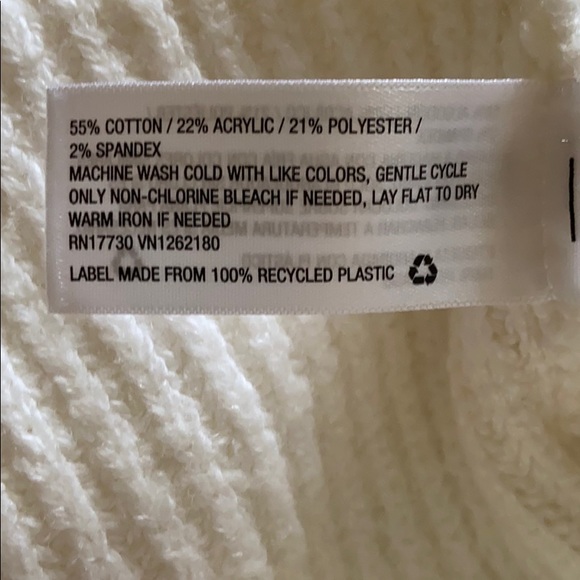 55% COTTON / 22% ACRYLIC / 21% POLYESTER /
2% SPANDEX
MACHINE WASH COLD WITH LIKE COLORS, GENTLE CYCLE
ONLY NON-CHLORINE BLEACH IF NEEDED, LAY FLAT TO DRY
WARM IRON IF NEEDED
RN17730 VN1262180
LABEL MADE FROM 100% RECYCLED PLASTIC